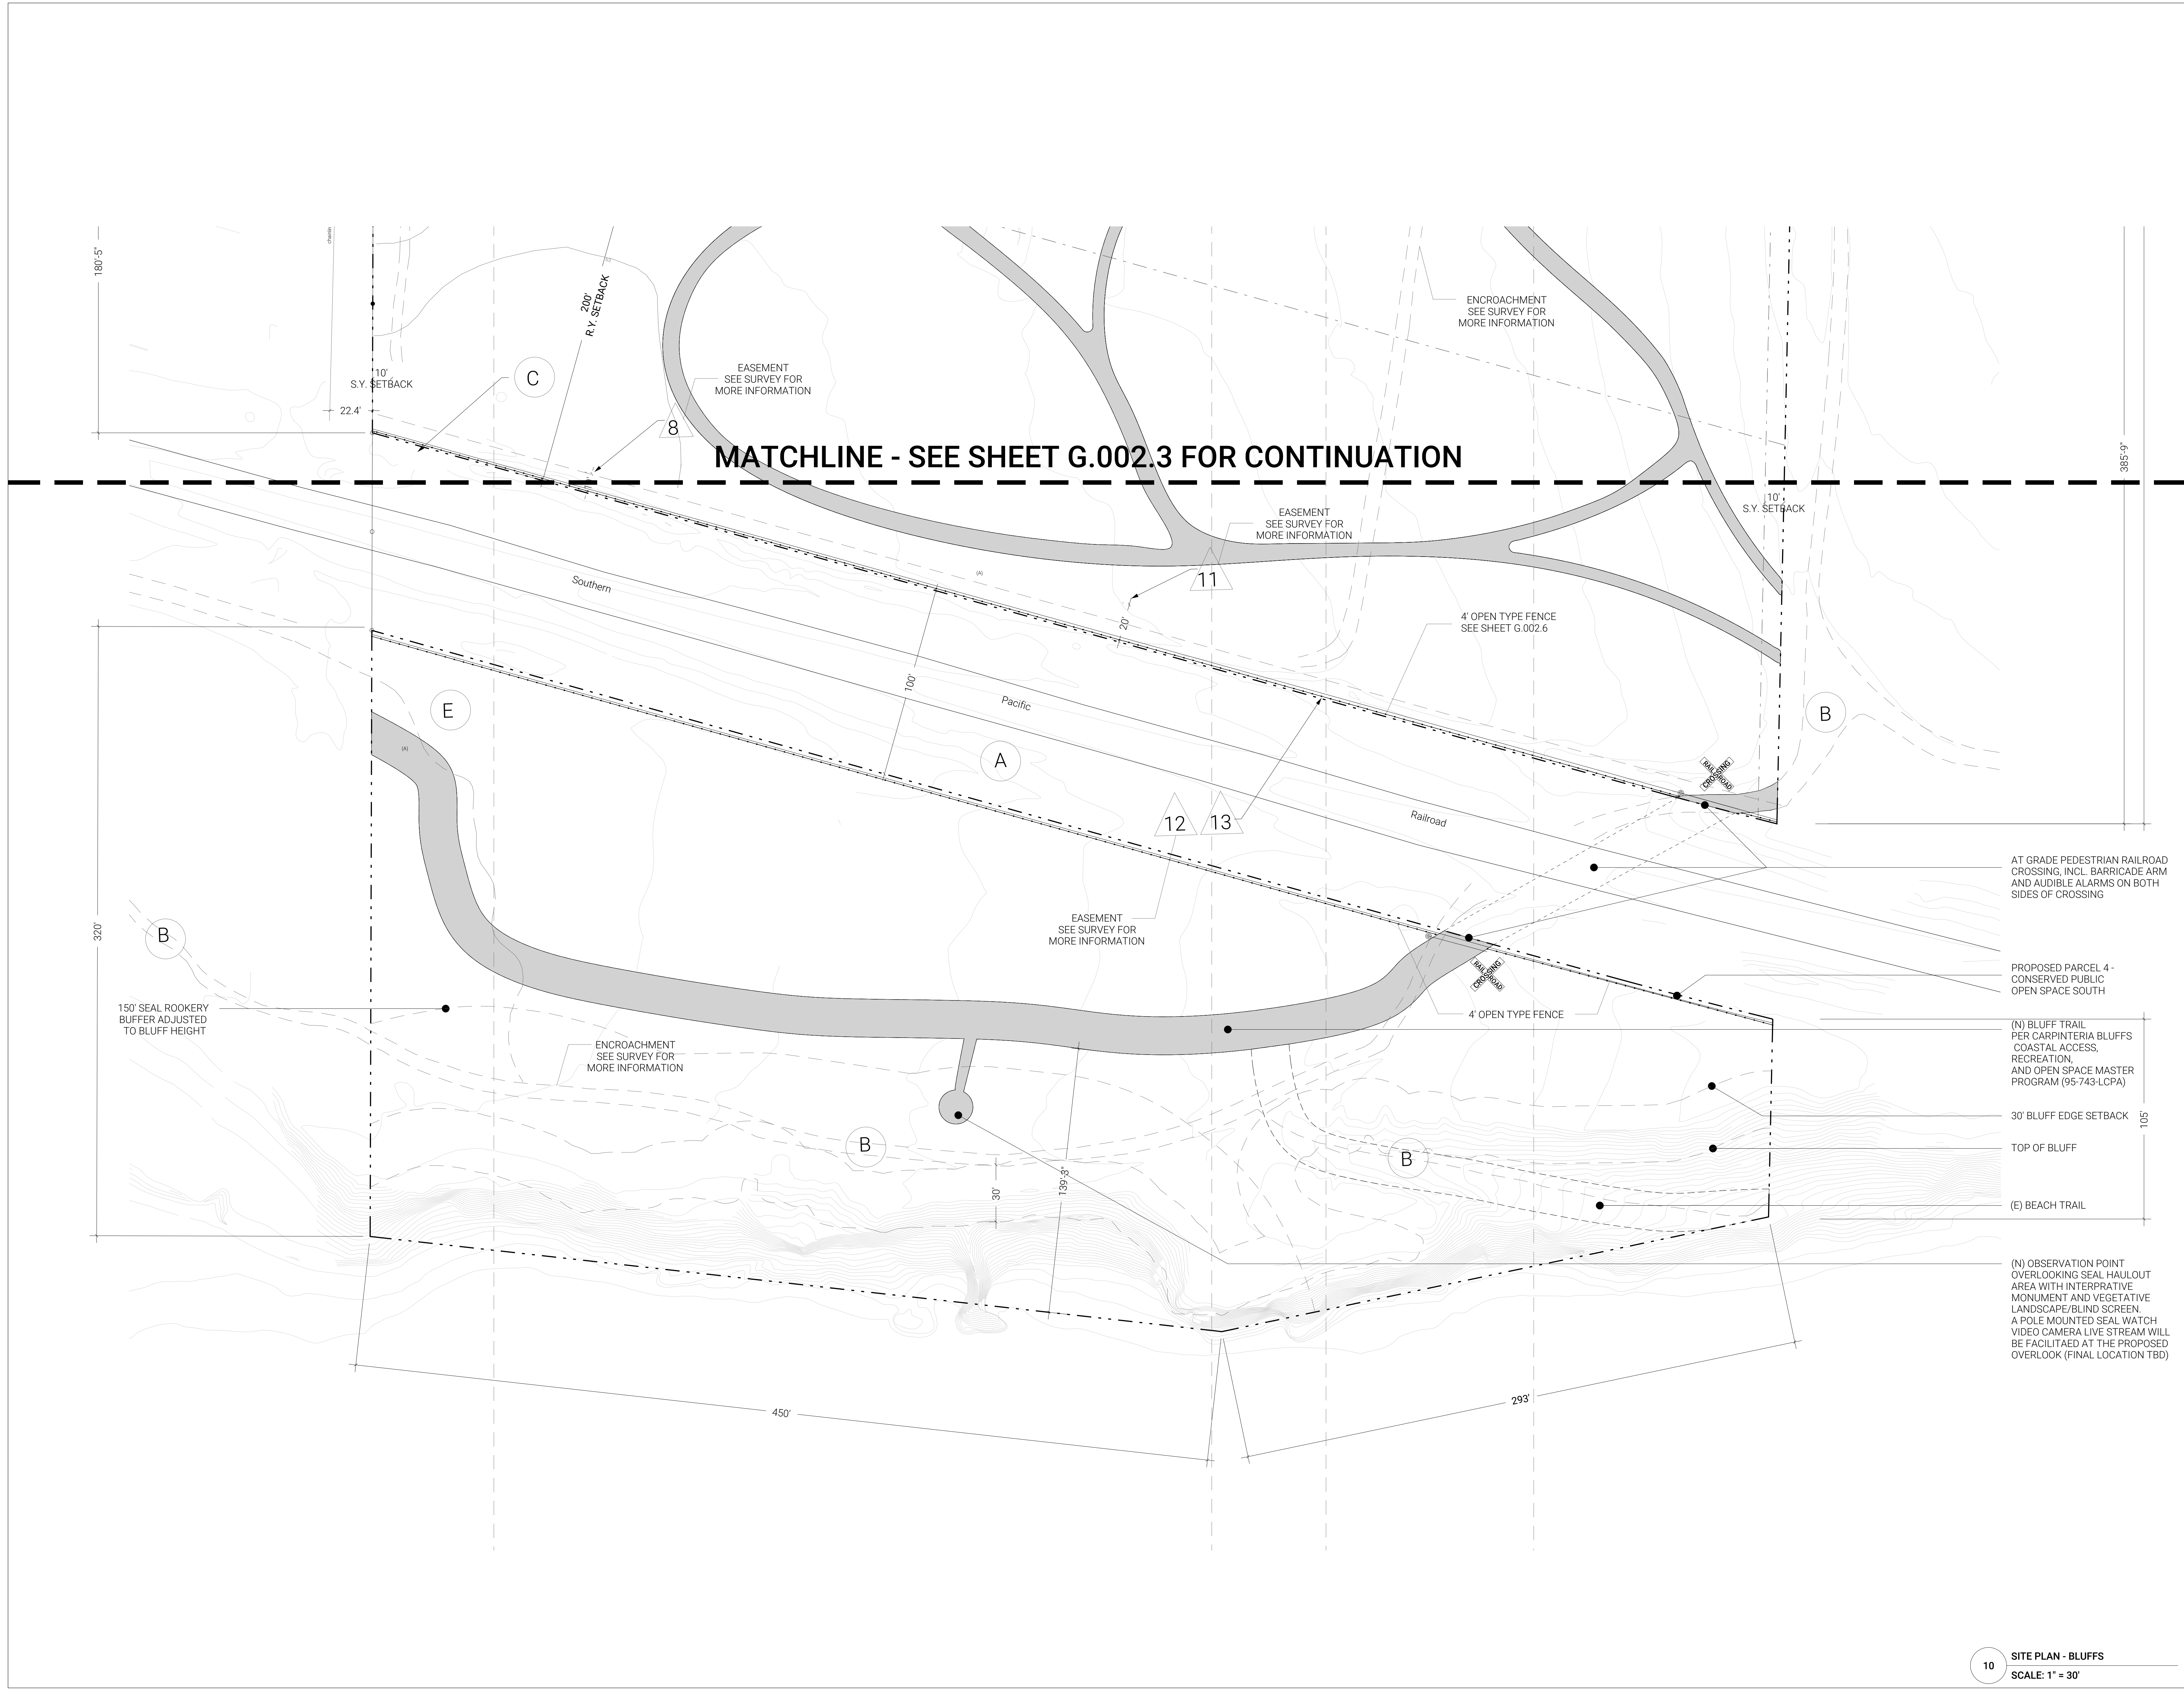 180'-5"
chainlin
200'
R.Y. SETBACK
ENCROACHMENT
SEE SURVEY FOR
MORE INFORMATION
10'
S.Y. SETBACK
22.4'
C
EASEMENT
SEE SURVEY FOR
MORE INFORMATION
8
MATCHLINE - SEE SHEET G.002.3 FOR CONTINUATION
385'-9"
10'
S.Y. SETBACK
EASEMENT
SEE SURVEY FOR
MORE INFORMATION
11
(A)
Southern
20'
4' OPEN TYPE FENCE
SEE SHEET G.002.6
100'
Pacific
E
(A)
A
B
RAIL ROAD
CROSSING
12
13
Railroad
AT GRADE PEDESTRIAN RAILROAD
CROSSING, INCL. BARRICADE ARM
AND AUDIBLE ALARMS ON BOTH
SIDES OF CROSSING
320'
B
EASEMENT
SEE SURVEY FOR
MORE INFORMATION
RAIL ROAD
CROSSING
PROPOSED PARCEL 4 -
CONSERVED PUBLIC
OPEN SPACE SOUTH
150' SEAL ROOKERY
BUFFER ADJUSTED
TO BLUFF HEIGHT
4' OPEN TYPE FENCE
(N) BLUFF TRAIL
PER CARPINTERIA BLUFFS
COASTAL ACCESS,
RECREATION,
AND OPEN SPACE MASTER
PROGRAM (95-743-LCPA)
ENCROACHMENT
SEE SURVEY FOR
MORE INFORMATION
30' BLUFF EDGE SETBACK
105'
B
B
TOP OF BLUFF
139'-3"
30'
(E) BEACH TRAIL
(N) OBSERVATION POINT
OVERLOOKING SEAL HAULOUT
AREA WITH INTERPRATIVE
MONUMENT AND VEGETATIVE
LANDSCAPE/BLIND SCREEN.
A POLE MOUNTED SEAL WATCH
VIDEO CAMERA LIVE STREAM WILL
BE FACILITAED AT THE PROPOSED
OVERLOOK (FINAL LOCATION TBD)
450'
293'
10
SITE PLAN - BLUFFS
SCALE: 1" = 30'